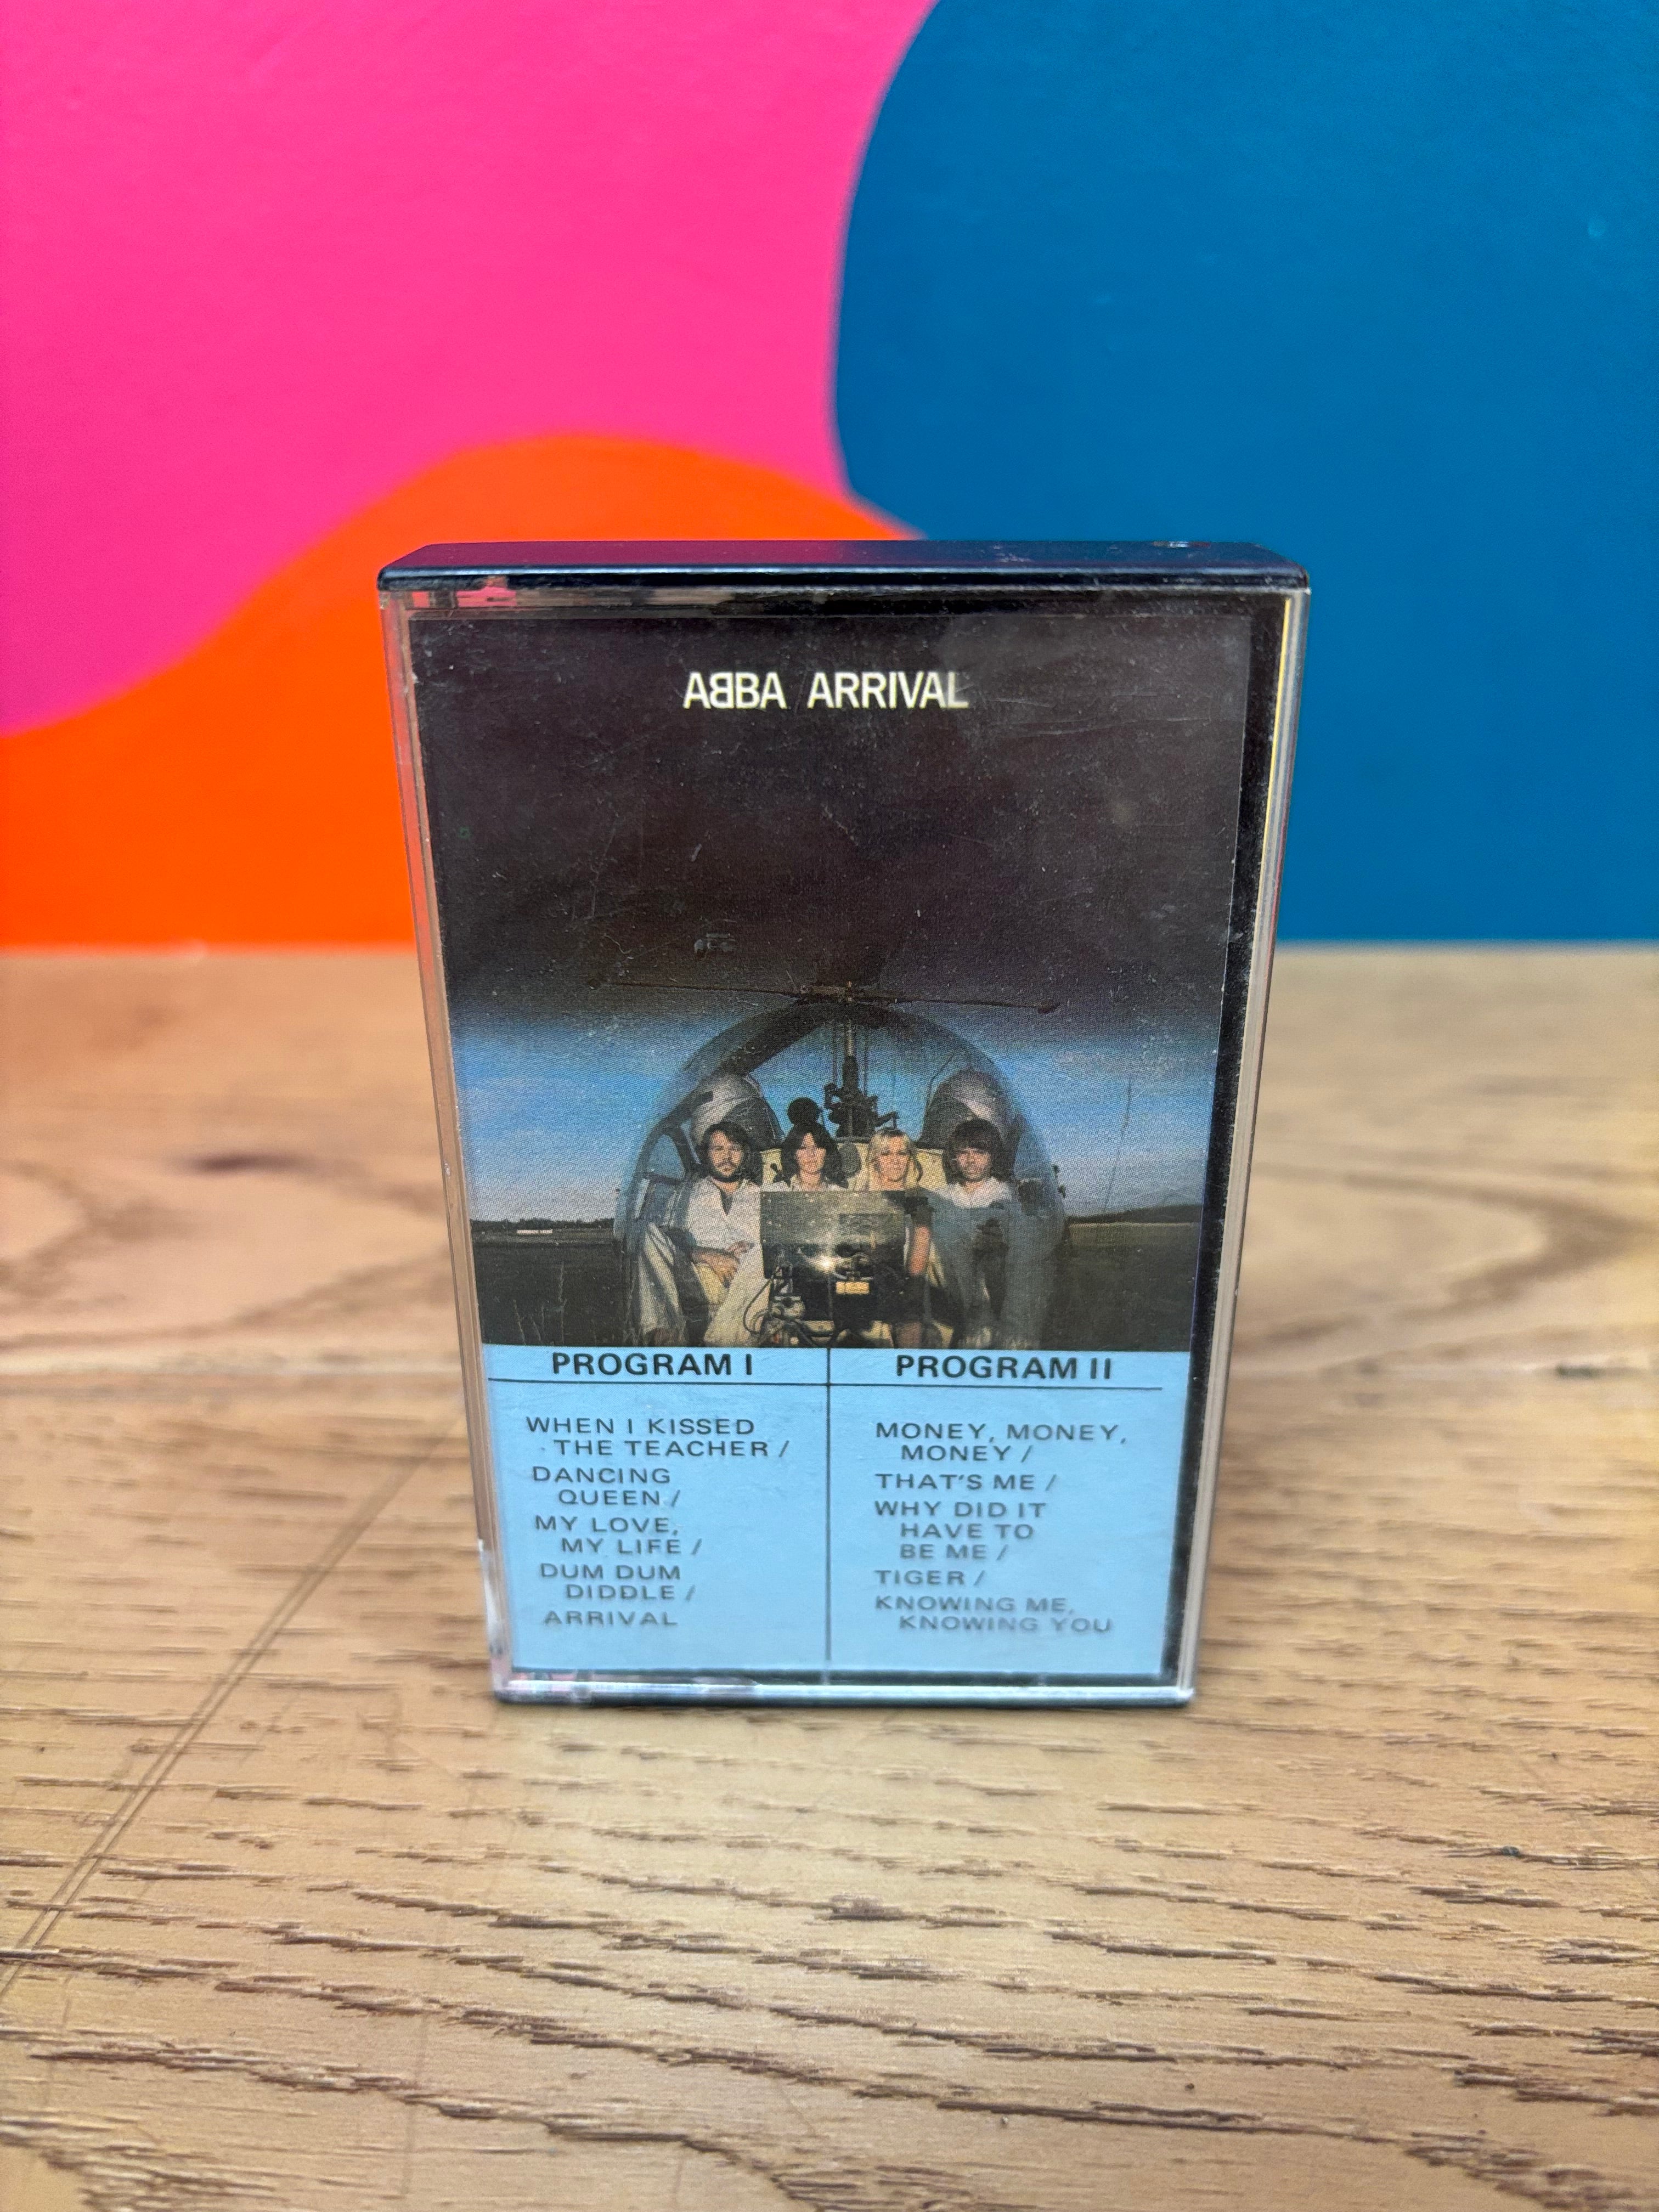 AᗺBA ARRIVAL
PROGRAM I
WHEN I KISSED
THE TEACHER /
DANCING
QUEEN /
MY LOVE,
MY LIFE /
DUM DUM
DIDDLE /
ARRIVAL
PROGRAM II
MONEY, MONEY,
MONEY /
THAT'S ME /
WHY DID IT
HAVE TO
BE ME /
TIGER /
KNOWING ME,
KNOWING YOU